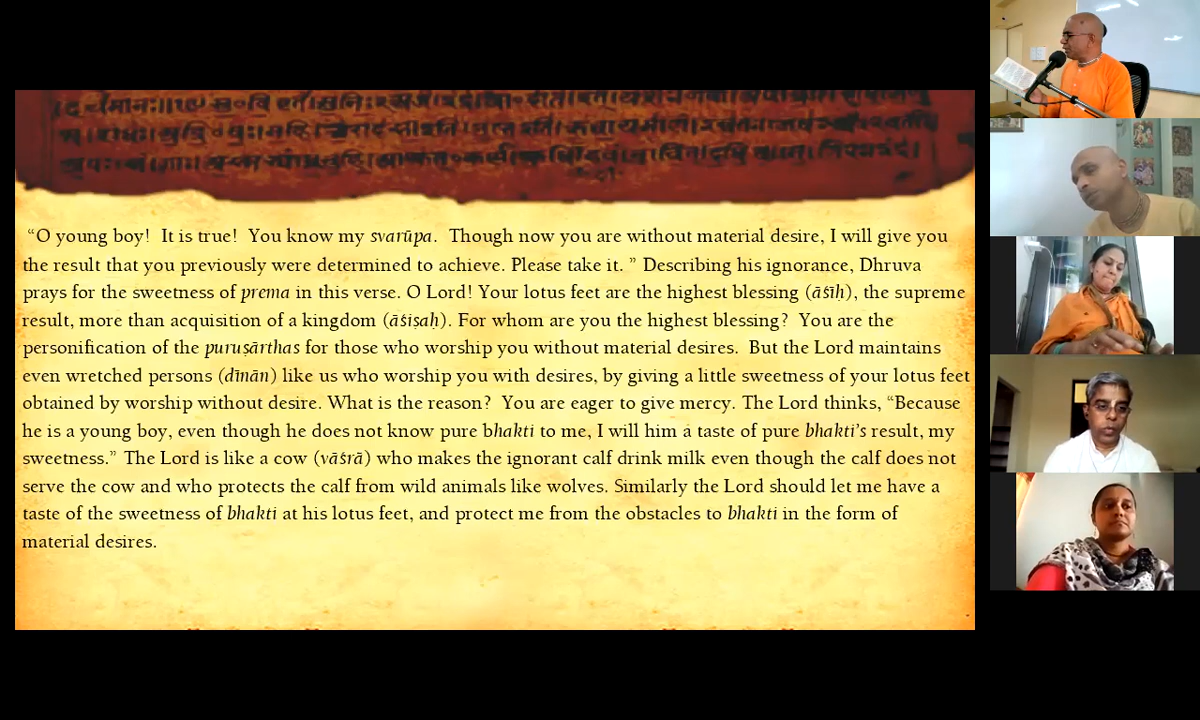 “O young boy!  It is true!  You know my svarūpa.  Though now you are without material desire, I will give you
the result that you previously were determined to achieve. Please take it. ” Describing his ignorance, Dhruva
prays for the sweetness of prema in this verse. O Lord! Your lotus feet are the highest blessing (āśīḥ), the supreme
result, more than acquisition of a kingdom (āśiṣaḥ). For whom are you the highest blessing?  You are the
personification of the puruṣārthas for those who worship you without material desires.  But the Lord maintains
even wretched persons (dīnān) like us who worship you with desires, by giving a little sweetness of your lotus feet
obtained by worship without desire. What is the reason?  You are eager to give mercy. The Lord thinks, “Because
he is a young boy, even though he does not know pure bhakti to me, I will him a taste of pure bhakti’s result, my
sweetness.” The Lord is like a cow (vāśrā) who makes the ignorant calf drink milk even though the calf does not
serve the cow and who protects the calf from wild animals like wolves. Similarly the Lord should let me have a
taste of the sweetness of bhakti at his lotus feet, and protect me from the obstacles to bhakti in the form of
material desires.